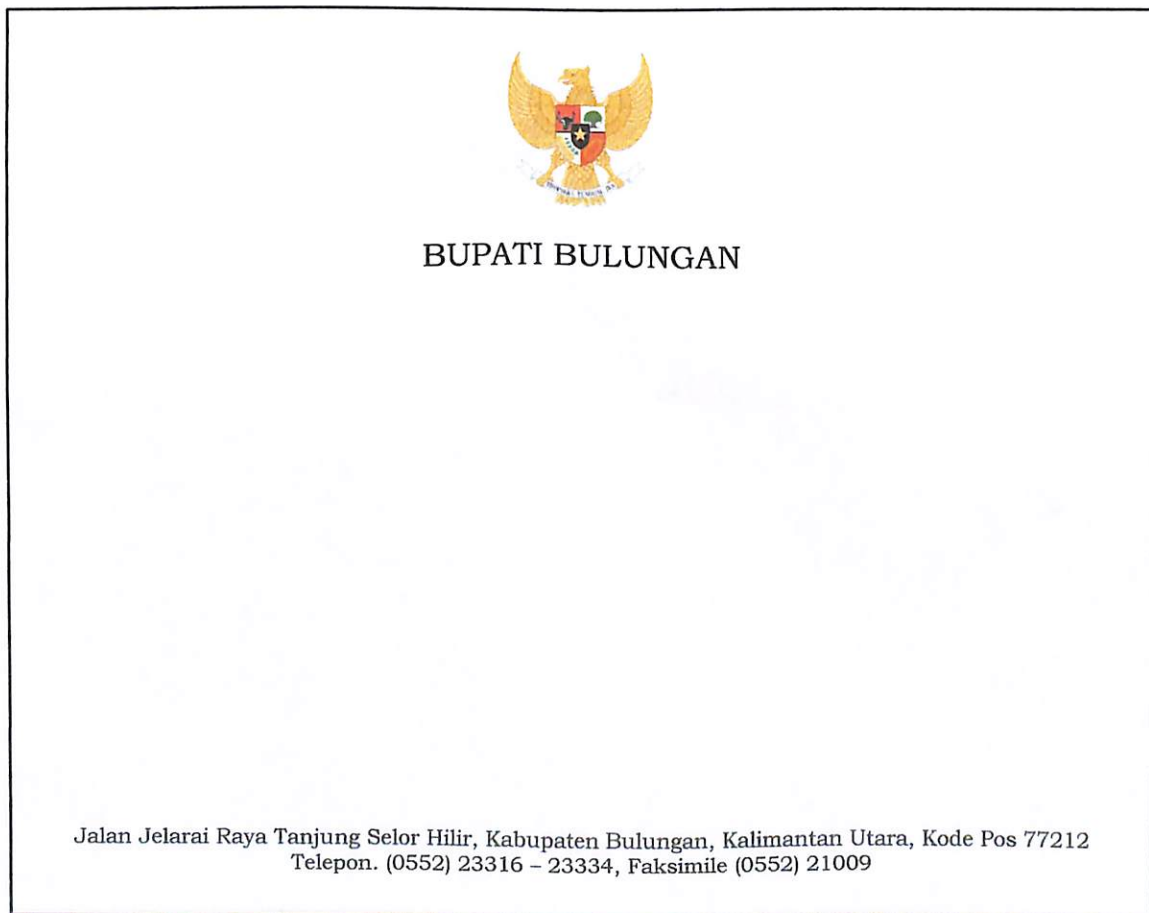 BUPATI BULUNGAN
Jalan Jelarai Raya Tanjung Selor Hilir, Kabupaten Bulungan, Kalimantan Utara, Kode Pos 77212
Telepon. (0552) 23316 – 23334, Faksimile (0552) 21009